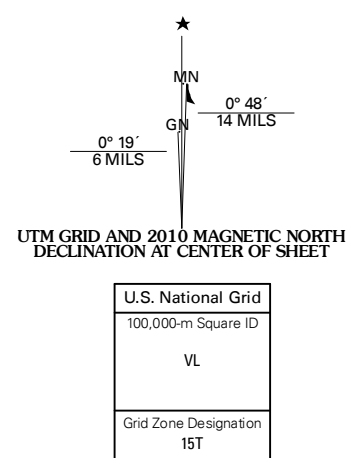 MN
0° 48´
14 MILS
GN
0° 19´
6 MILS
UTM GRID AND 2010 MAGNETIC NORTH
DECLINATION AT CENTER OF SHEET
U.S. National Grid
100,000-m Square ID
VL
Grid Zone Designation
15T